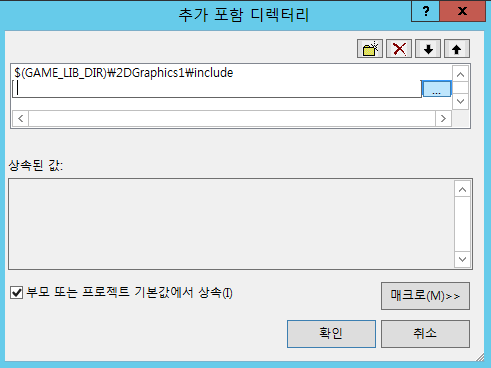 추가 포함 디렉터리
?
$(GAME_LIB_DIR)₩2DGraphics1₩include
...
상속된 값:
부모 또는 프로젝트 기본값에서 상속(I)
매크로(M)>>
확인
취소